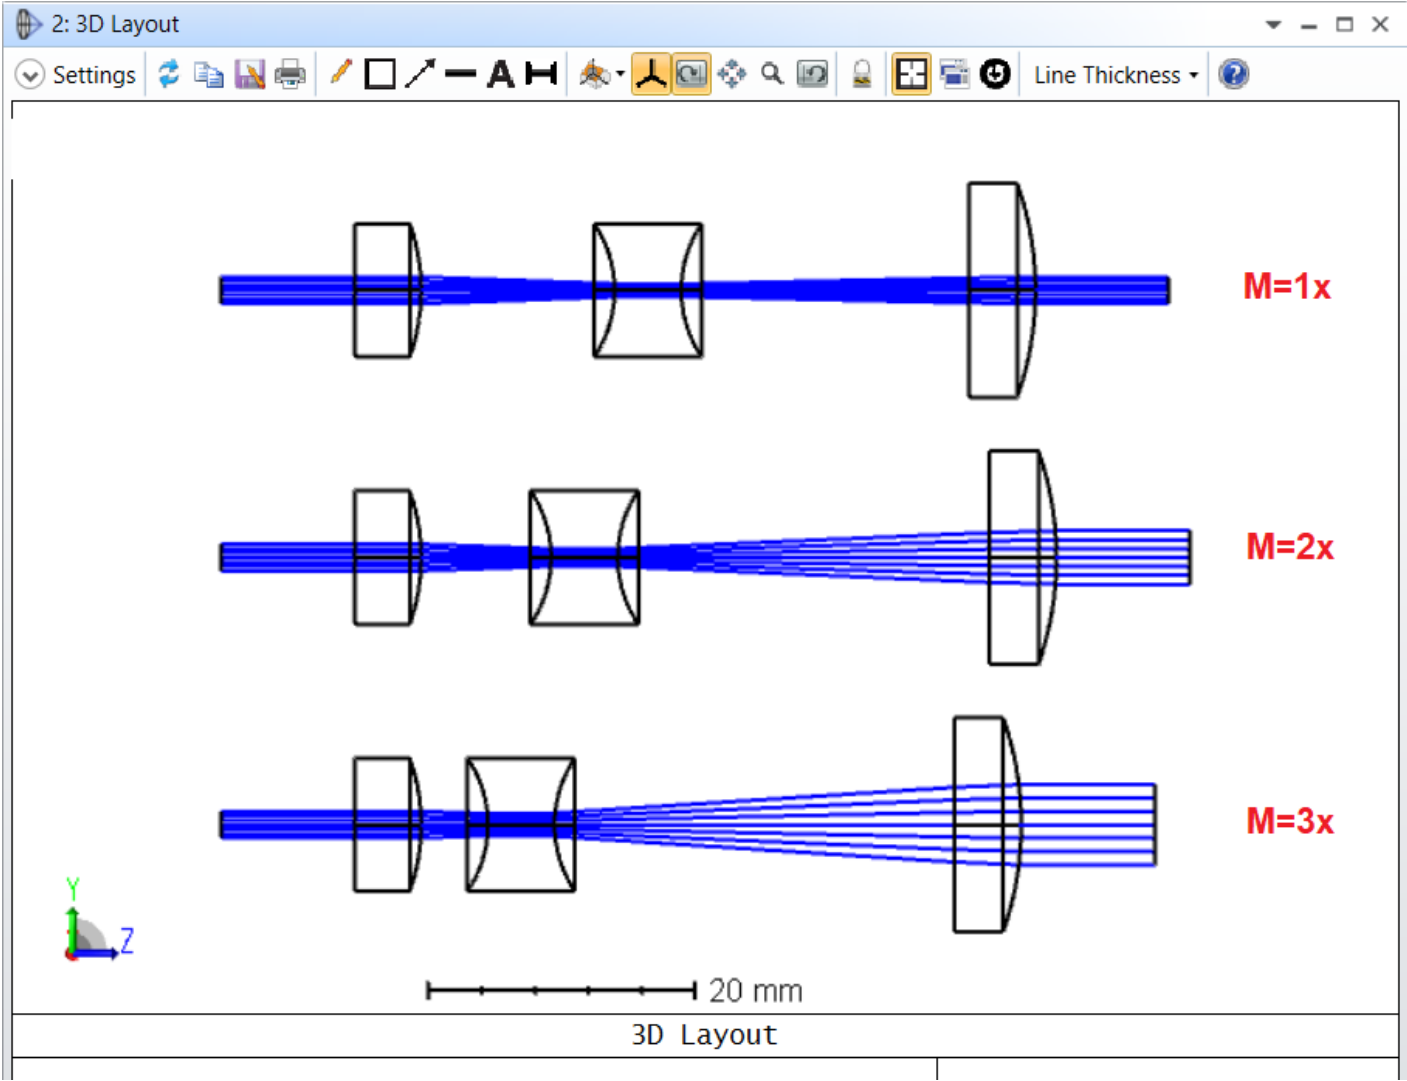 2: 3D Layout
Settings
A
Line Thickness
M=1x
M=2x
M=3x
Y
Z
20 mm
3D Layout